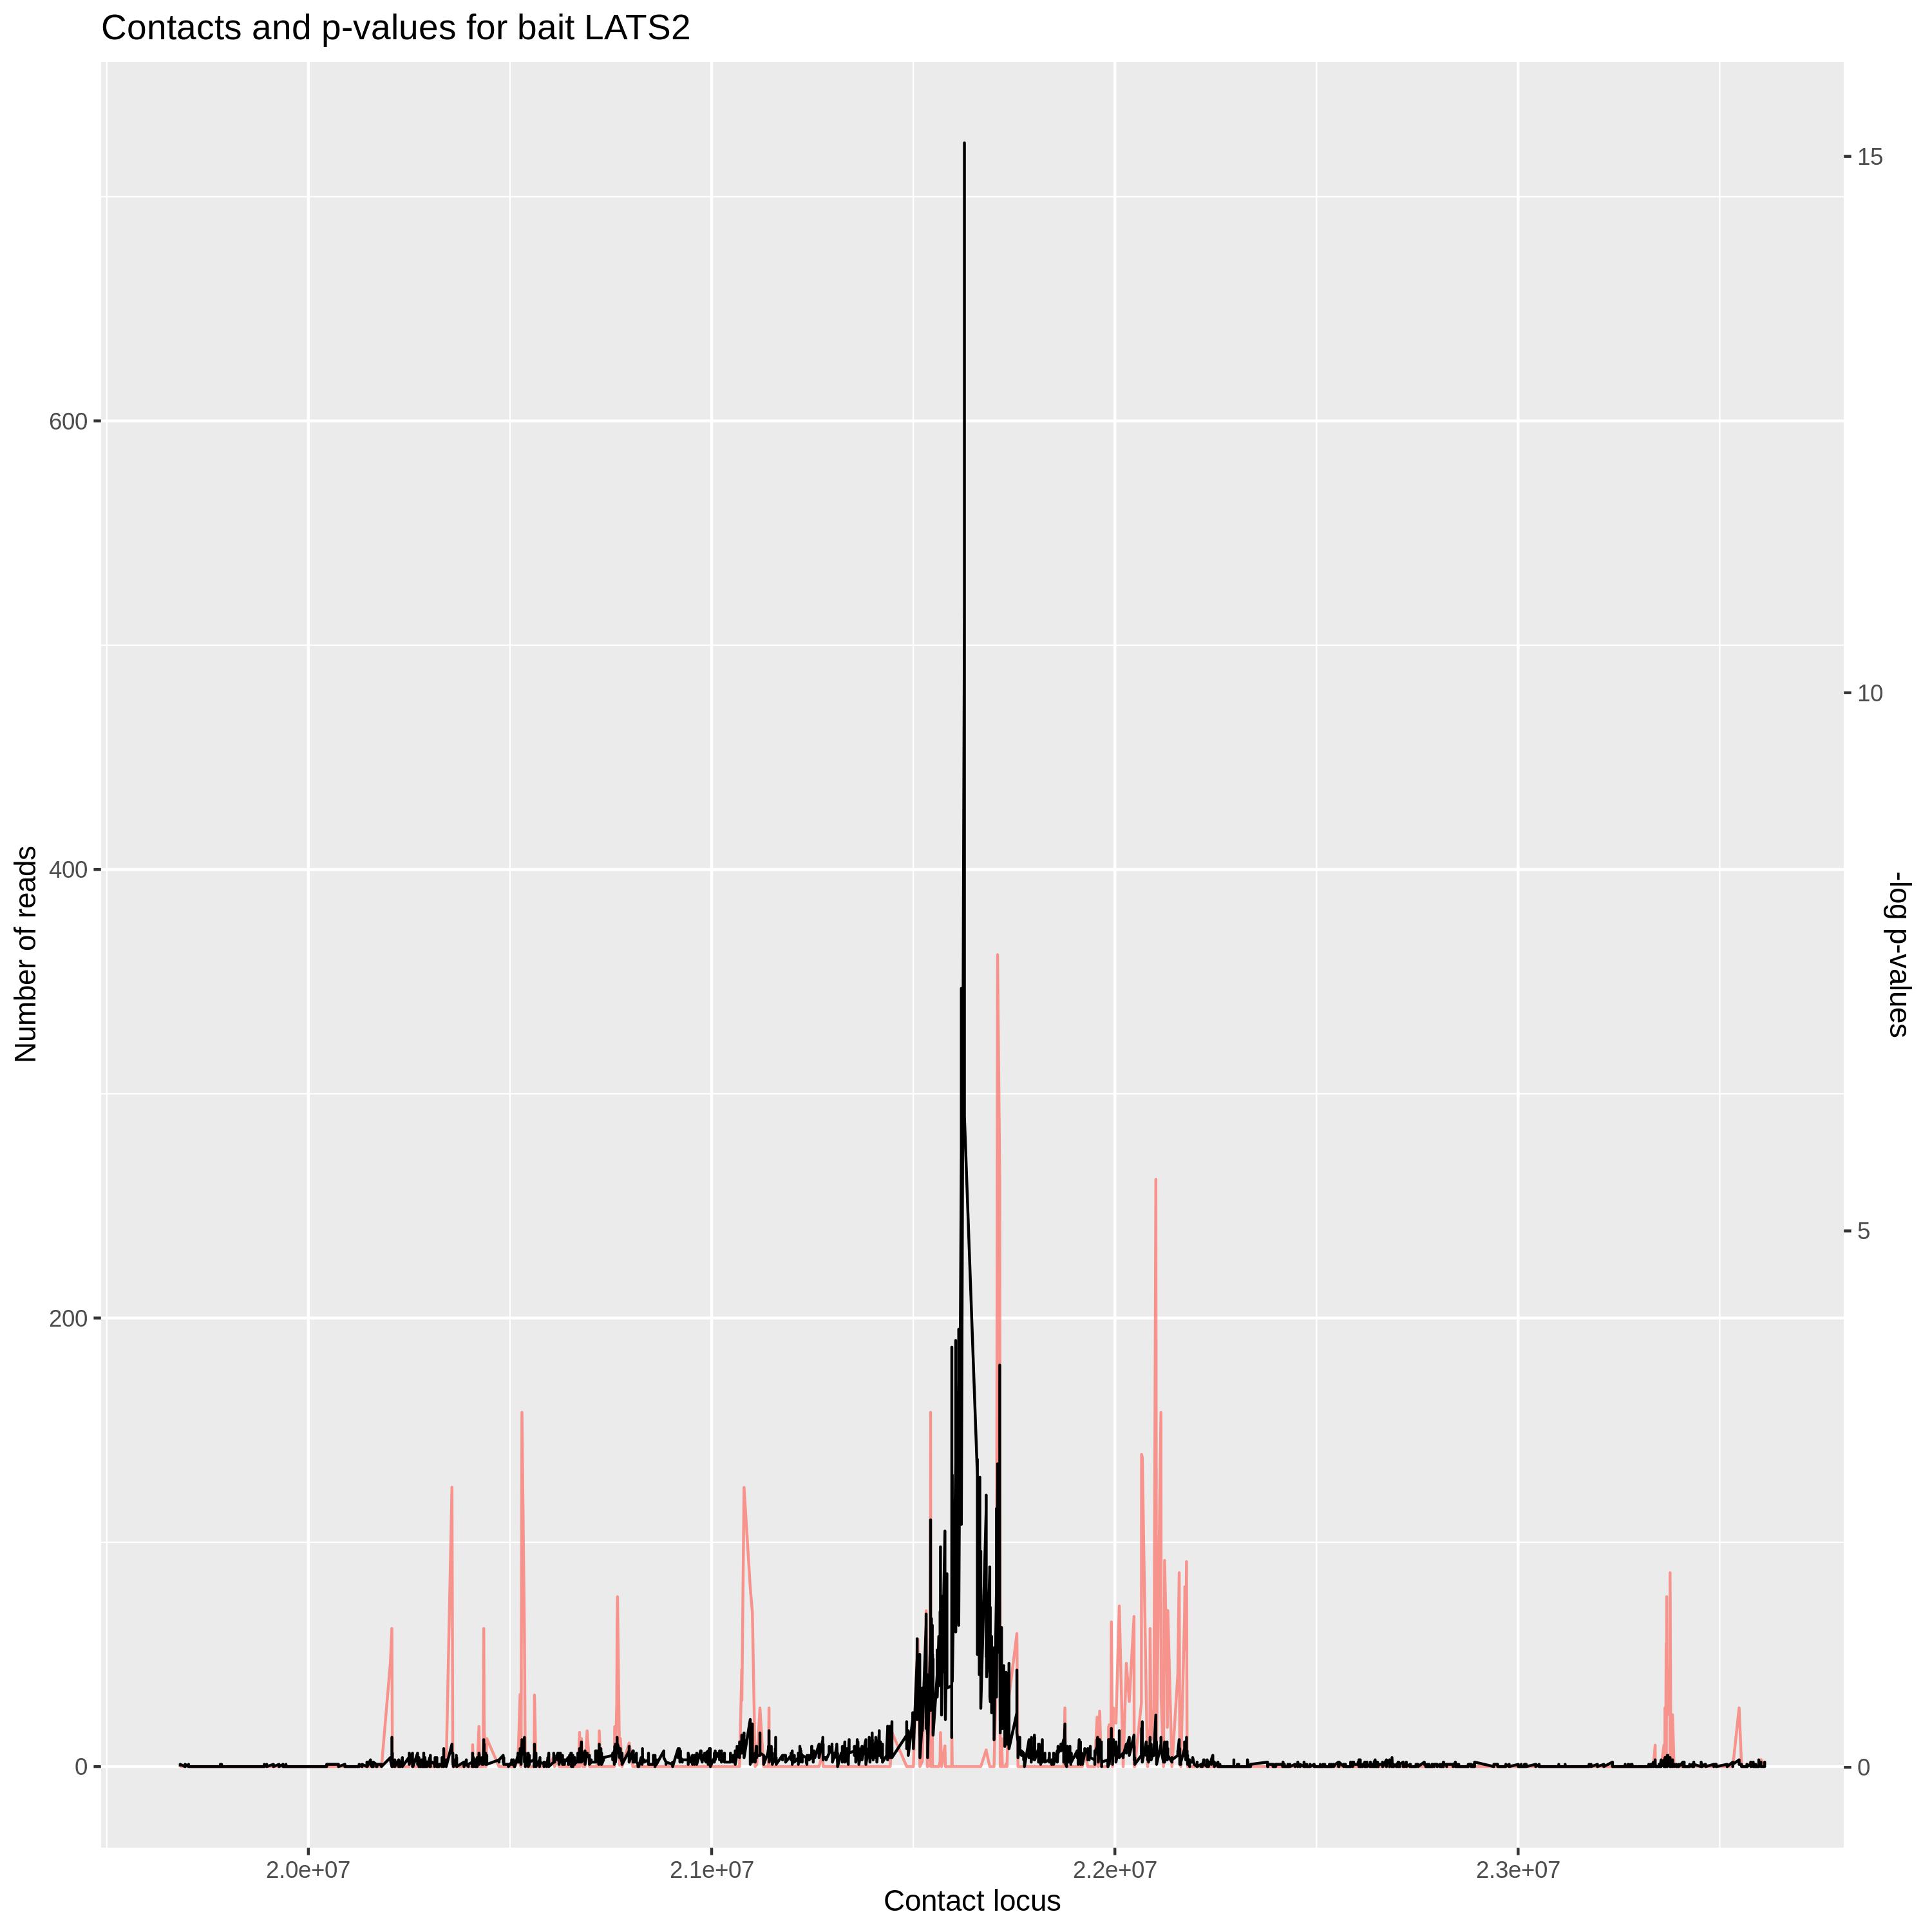 Contacts and p-values for bait LATS2
Number of reads
600
400
200
0
15
10
5
0
-log p-values
2.0e+07 2.1e+07 2.2e+07 2.3e+07
Contact locus